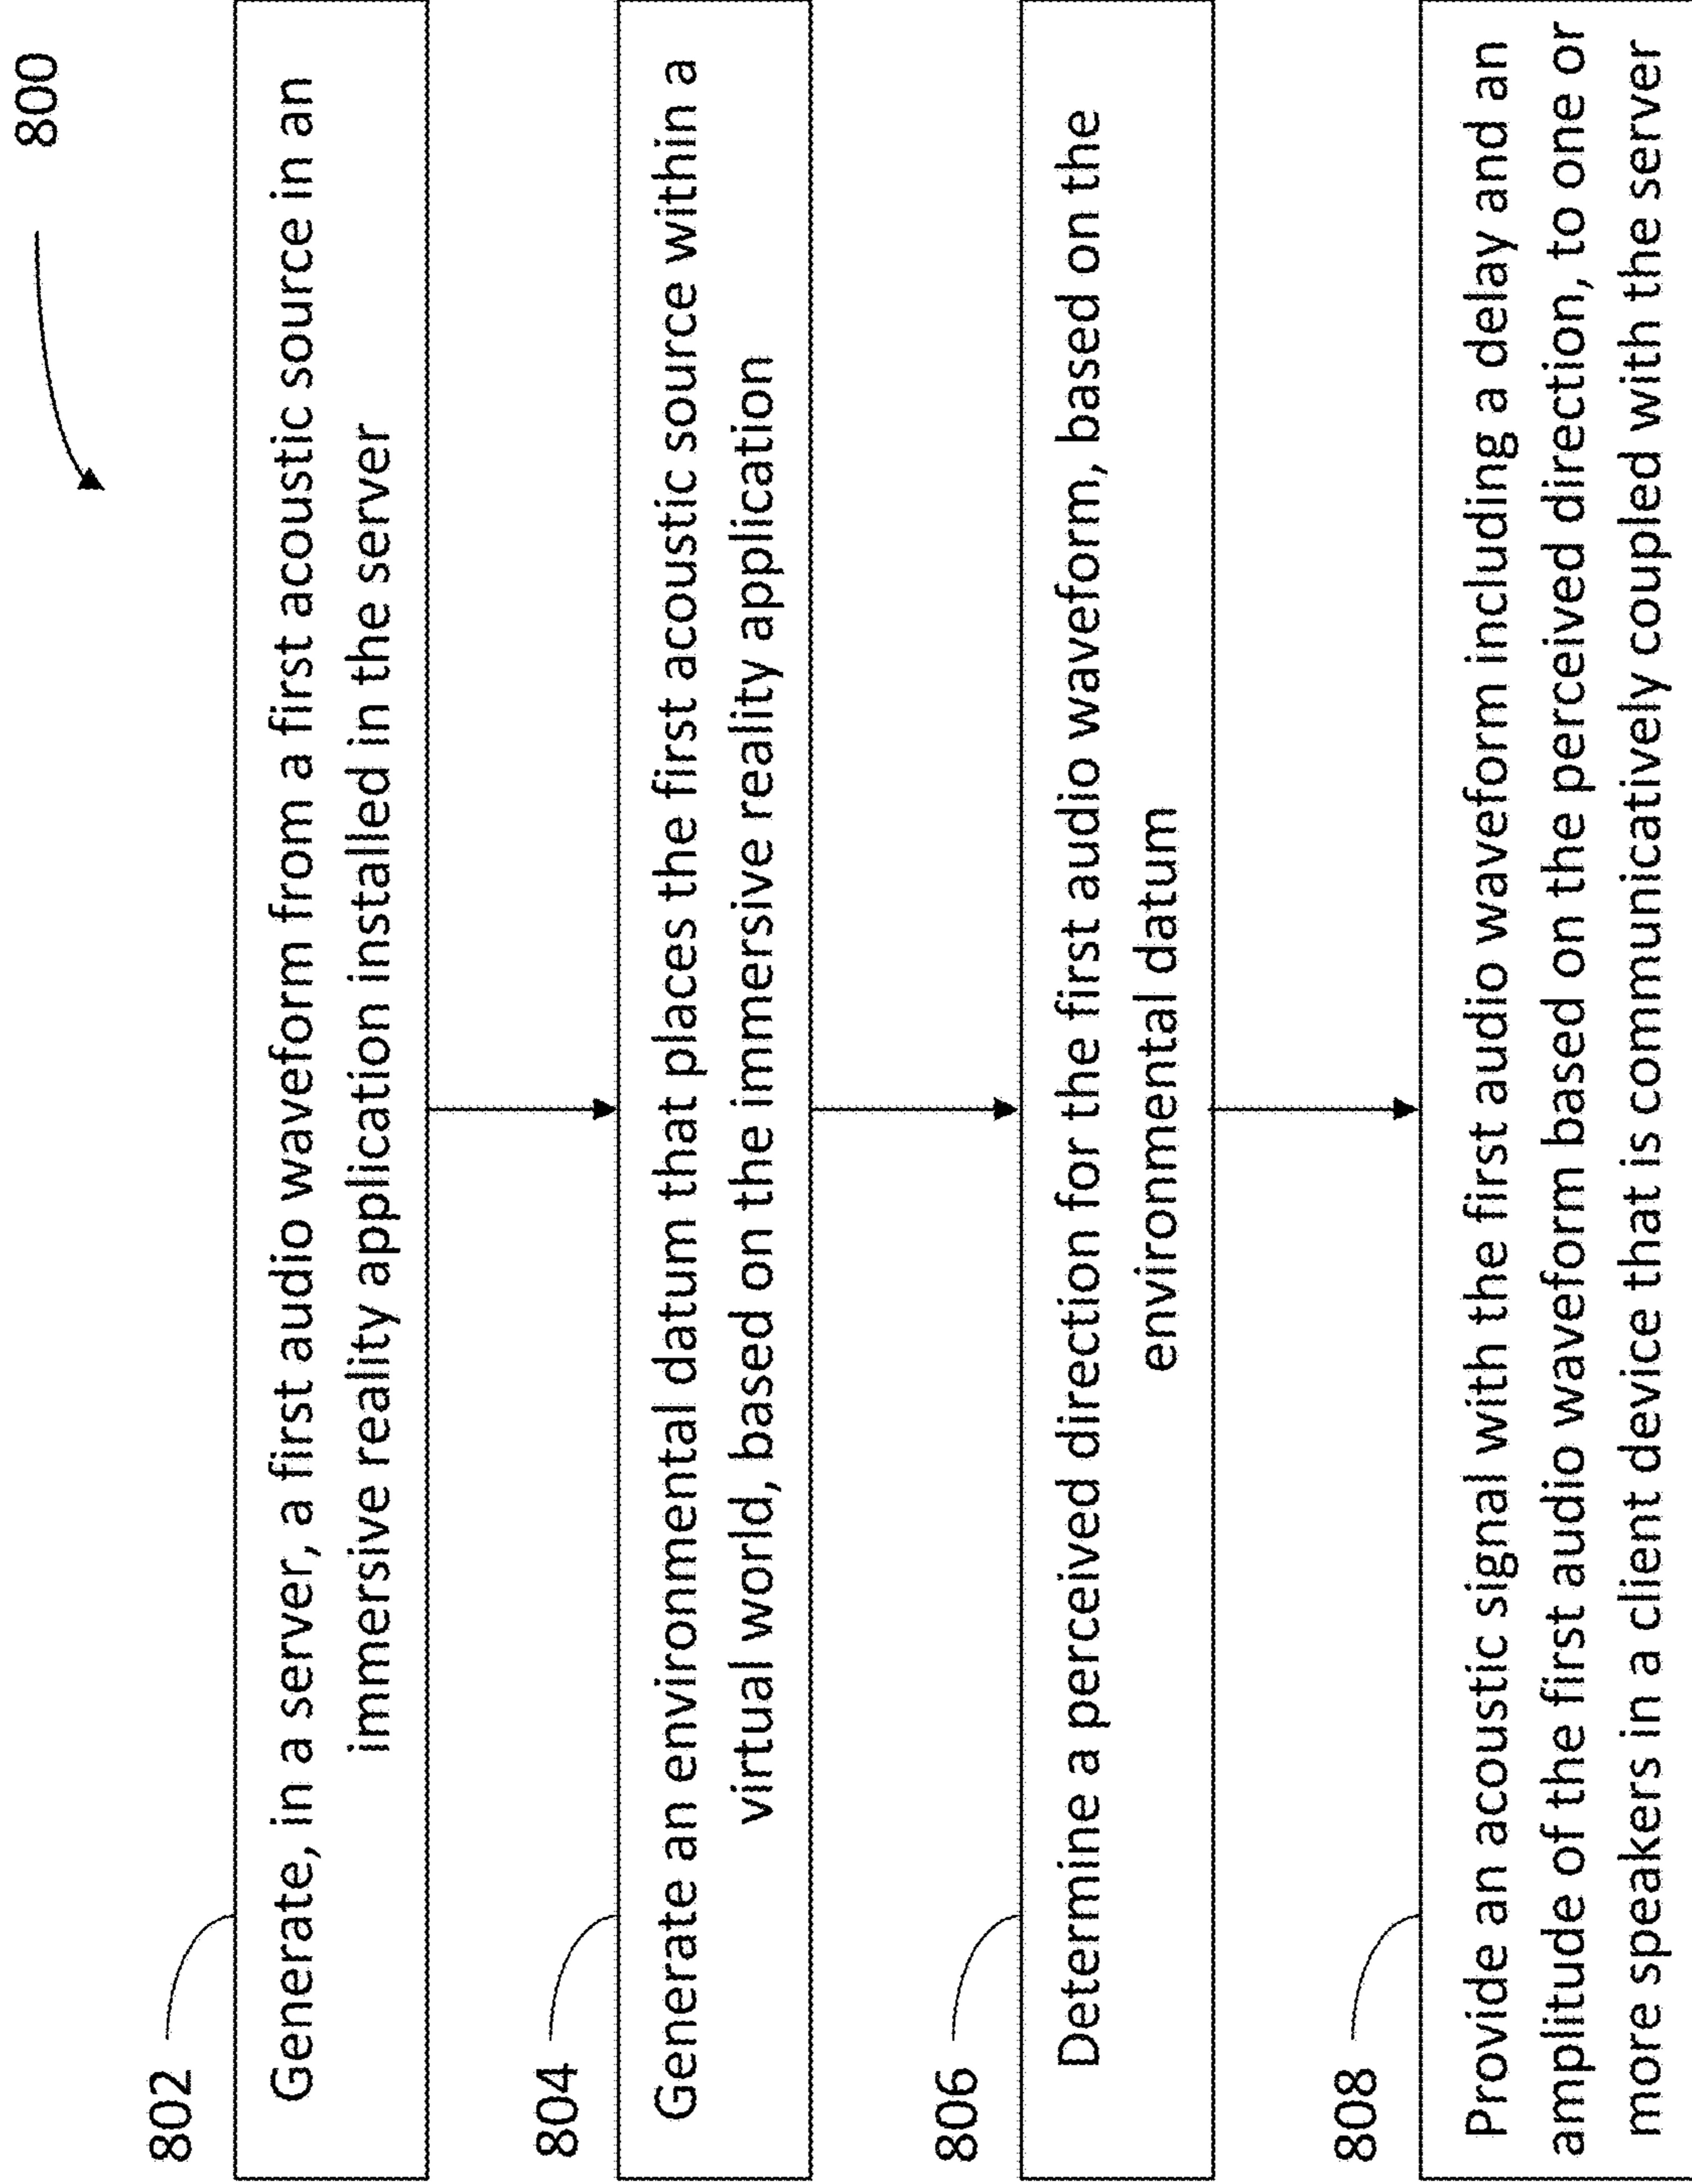 800
802
Generate, in a server, a first audio waveform from a first acoustic source in an
immersive reality application installed in the server
804
Generate an environmental datum that places the first acoustic source within a
virtual world, based on the immersive reality application
806
Determine a perceived direction for the first audio waveform, based on the
environmental datum
808
Provide an acoustic signal with the first audio waveform including a delay and an
amplitude of the first audio waveform based on the perceived direction, to one or
more speakers in a client device that is communicatively coupled with the server